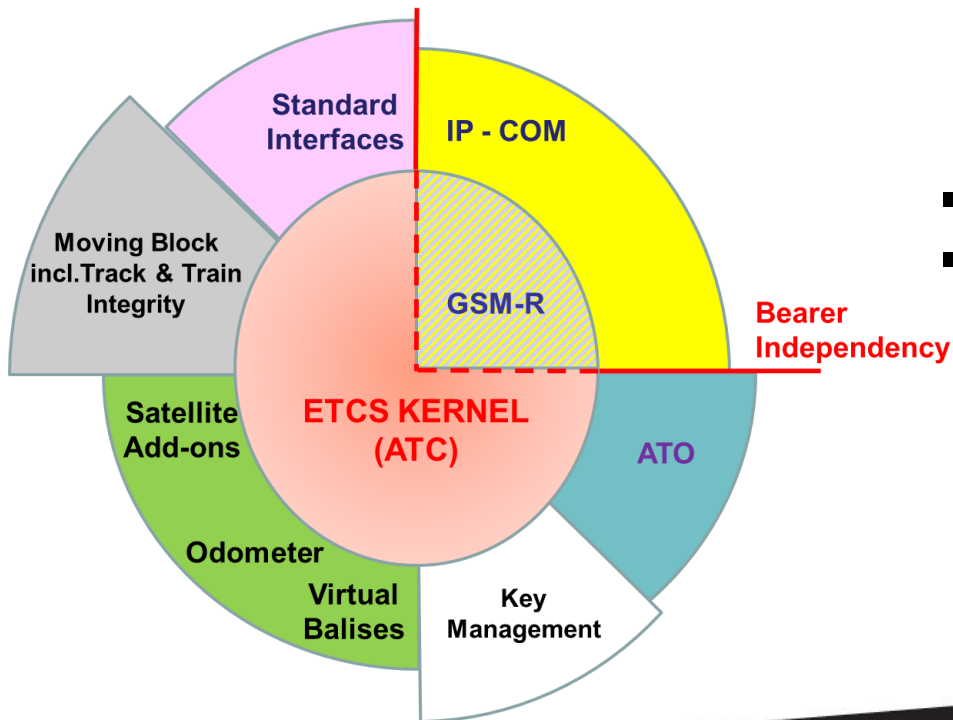 Standard
Interfaces
IP - COM
Moving Block
incl.Track & Train
Integrity
GSM-R
Bearer
Independency
ETCS KERNEL
(ATC)
Satellite
Add-ons
ATO
Odometer
Virtual
Balises
Key
Management